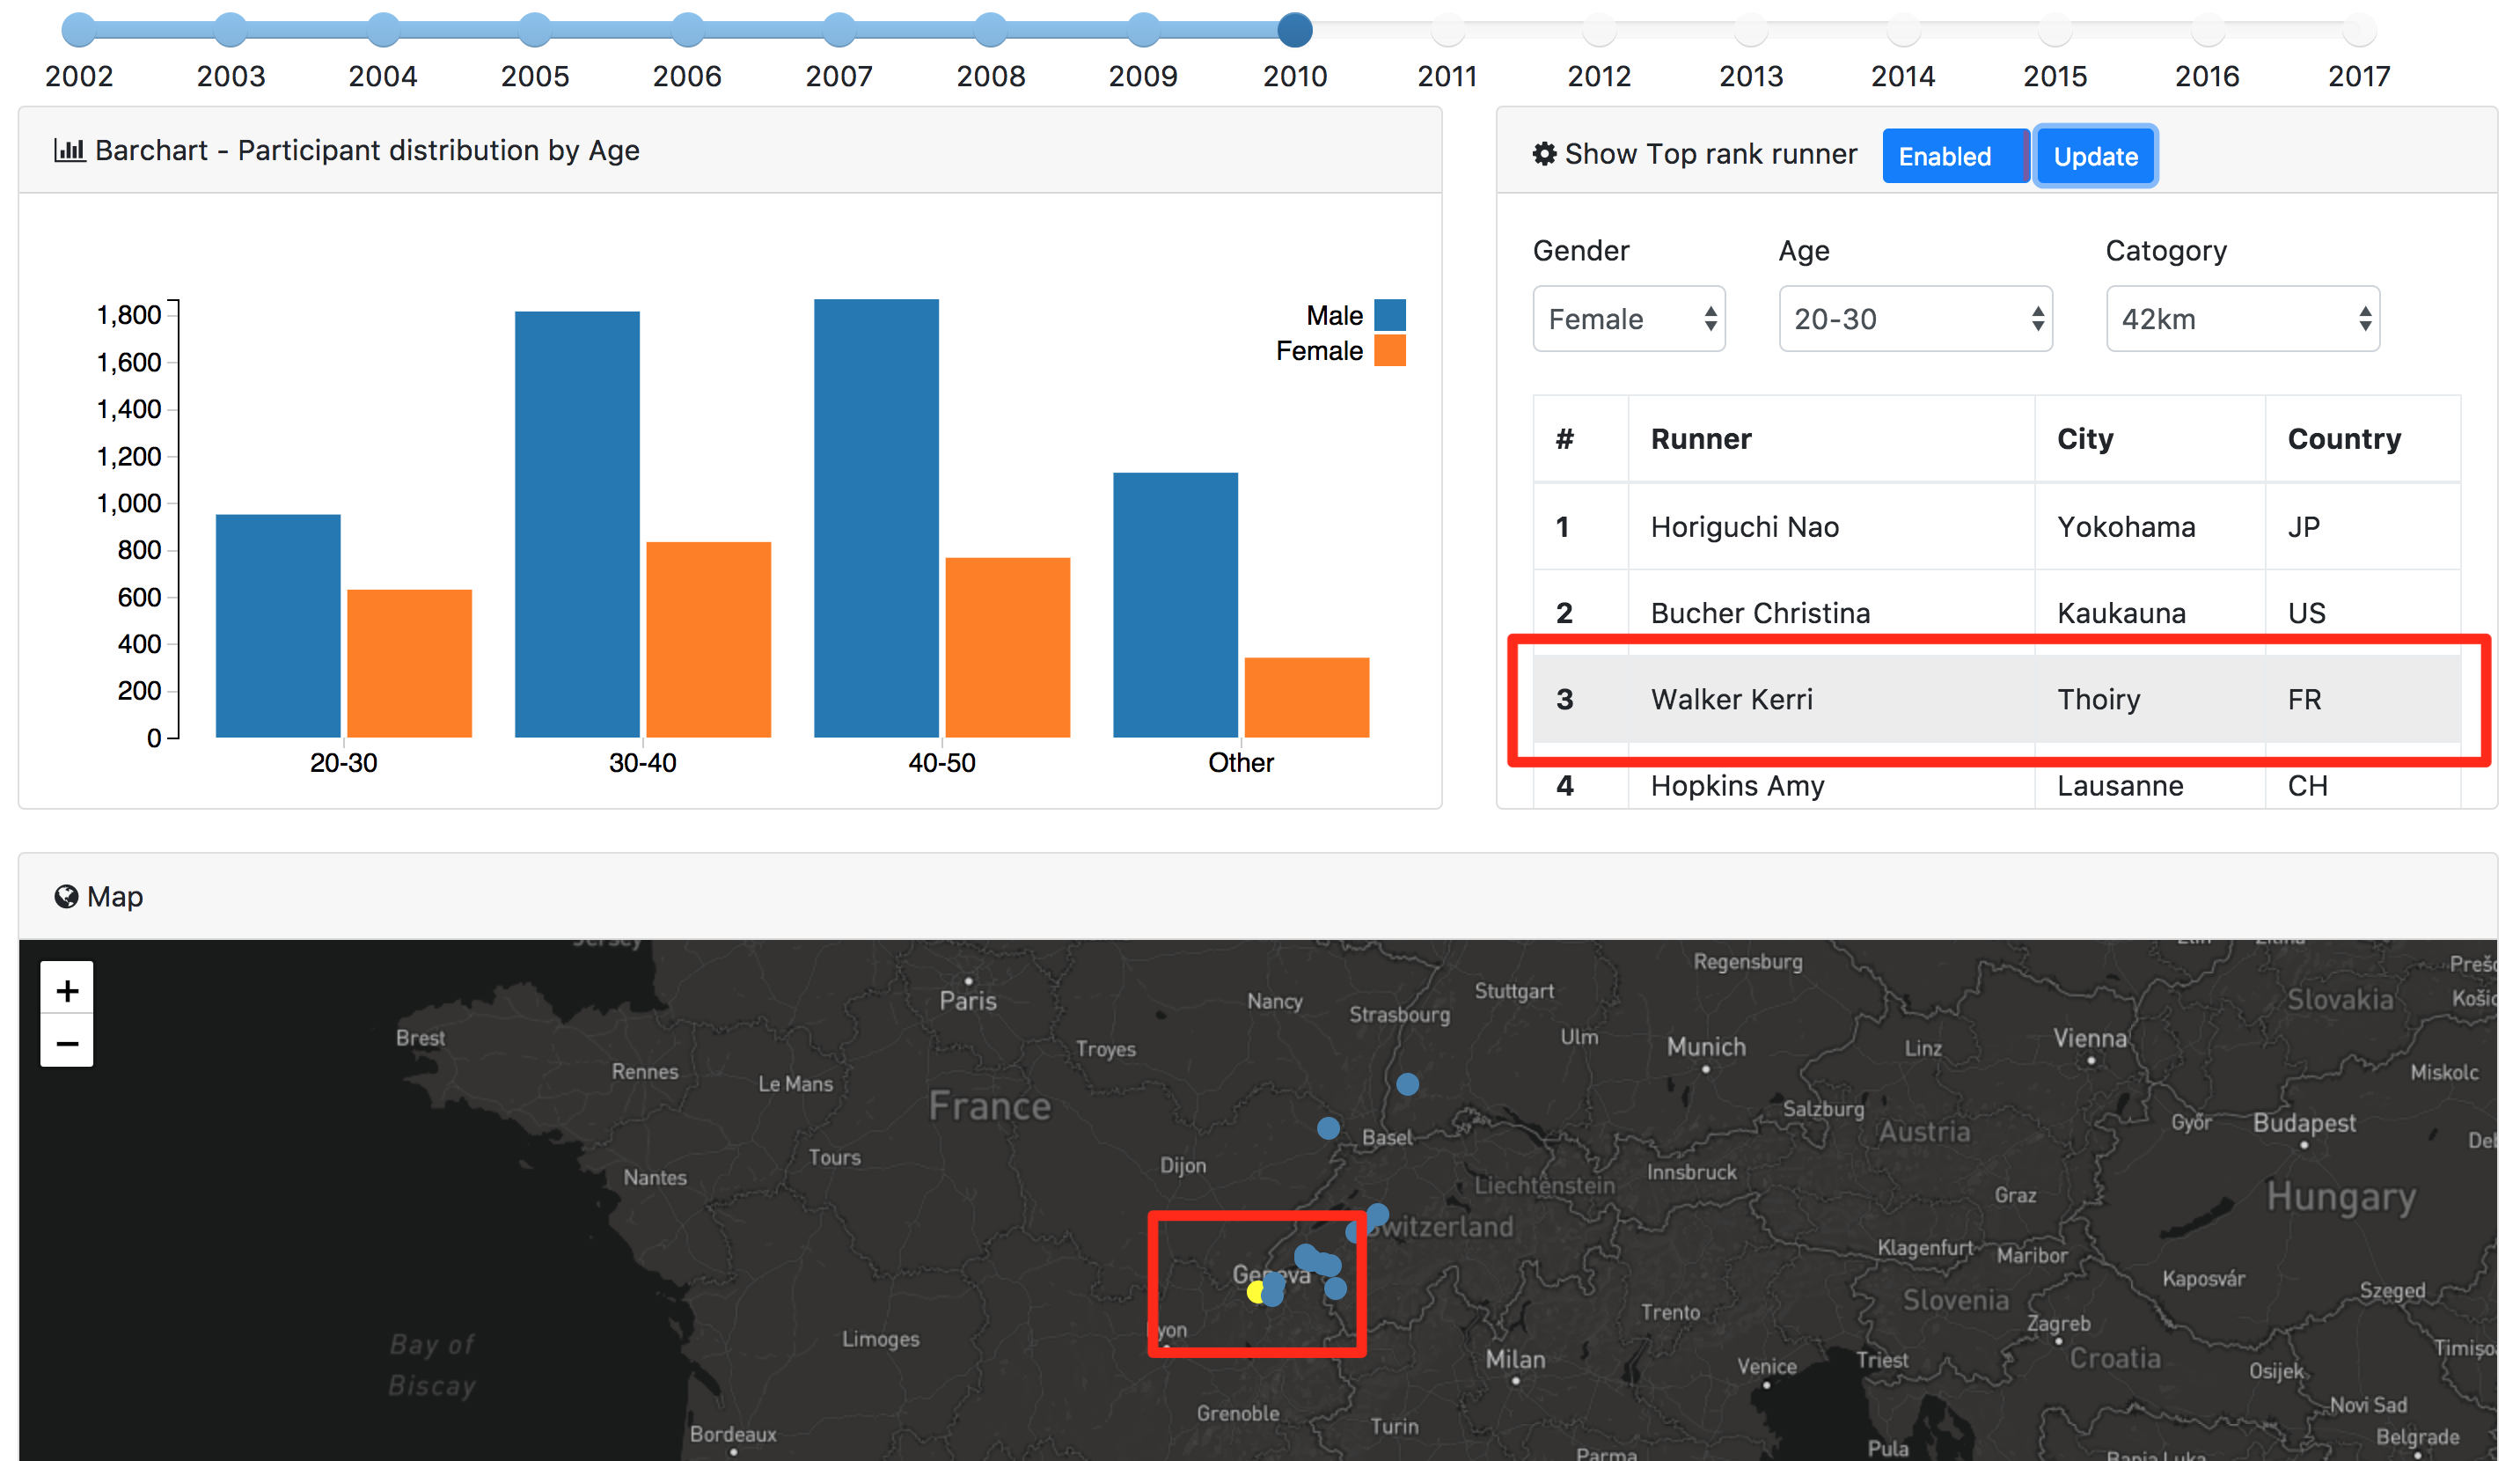 2002 2003 2004 2005 2006 2007 2008 2009 2010 2011 2012 2013 2014 2015 2016 2017
Barchart - Participant distribution by Age
1,800
1,600
1,400
1,200
1,000
800
600
400
200
0
20-30 30-40 40-50 Other
Male
Female
Show Top rank runner Enabled Update
Gender Age Catogory
Female 20-30 42km
# Runner City Country
1 Horiguchi Nao Yokohama JP
2 Bucher Christina Kaukauna US
3 Walker Kerri Thoiry FR
4 Hopkins Amy Lausanne CH
Map
+
−
Jersey
Regensburg
Paris
Nancy
Stuttgart
Strasbourg
Slovakia
Brest
Ulm
Munich
Linz
Vienna
Troyes
Rennes
Le Mans
Miskolc
France
Salzburg
Austria
Győr
Budapest
Basel
Tours
Dijon
Nantes
Liechtenstein
Innsbruck
Graz
Hungary
Switzerland
Geneva
Klagenfurt
Maribor
Kaposvár
Szeged
Slovenia
Trento
Zagreb
Lyon
Limoges
Bay of
Biscay
Milan
Venice
Triest
Croatia
Osijek
Novi Sad
Grenoble
Turin
Bordeaux
Parma
Pula
Belgrade
Banja Luka